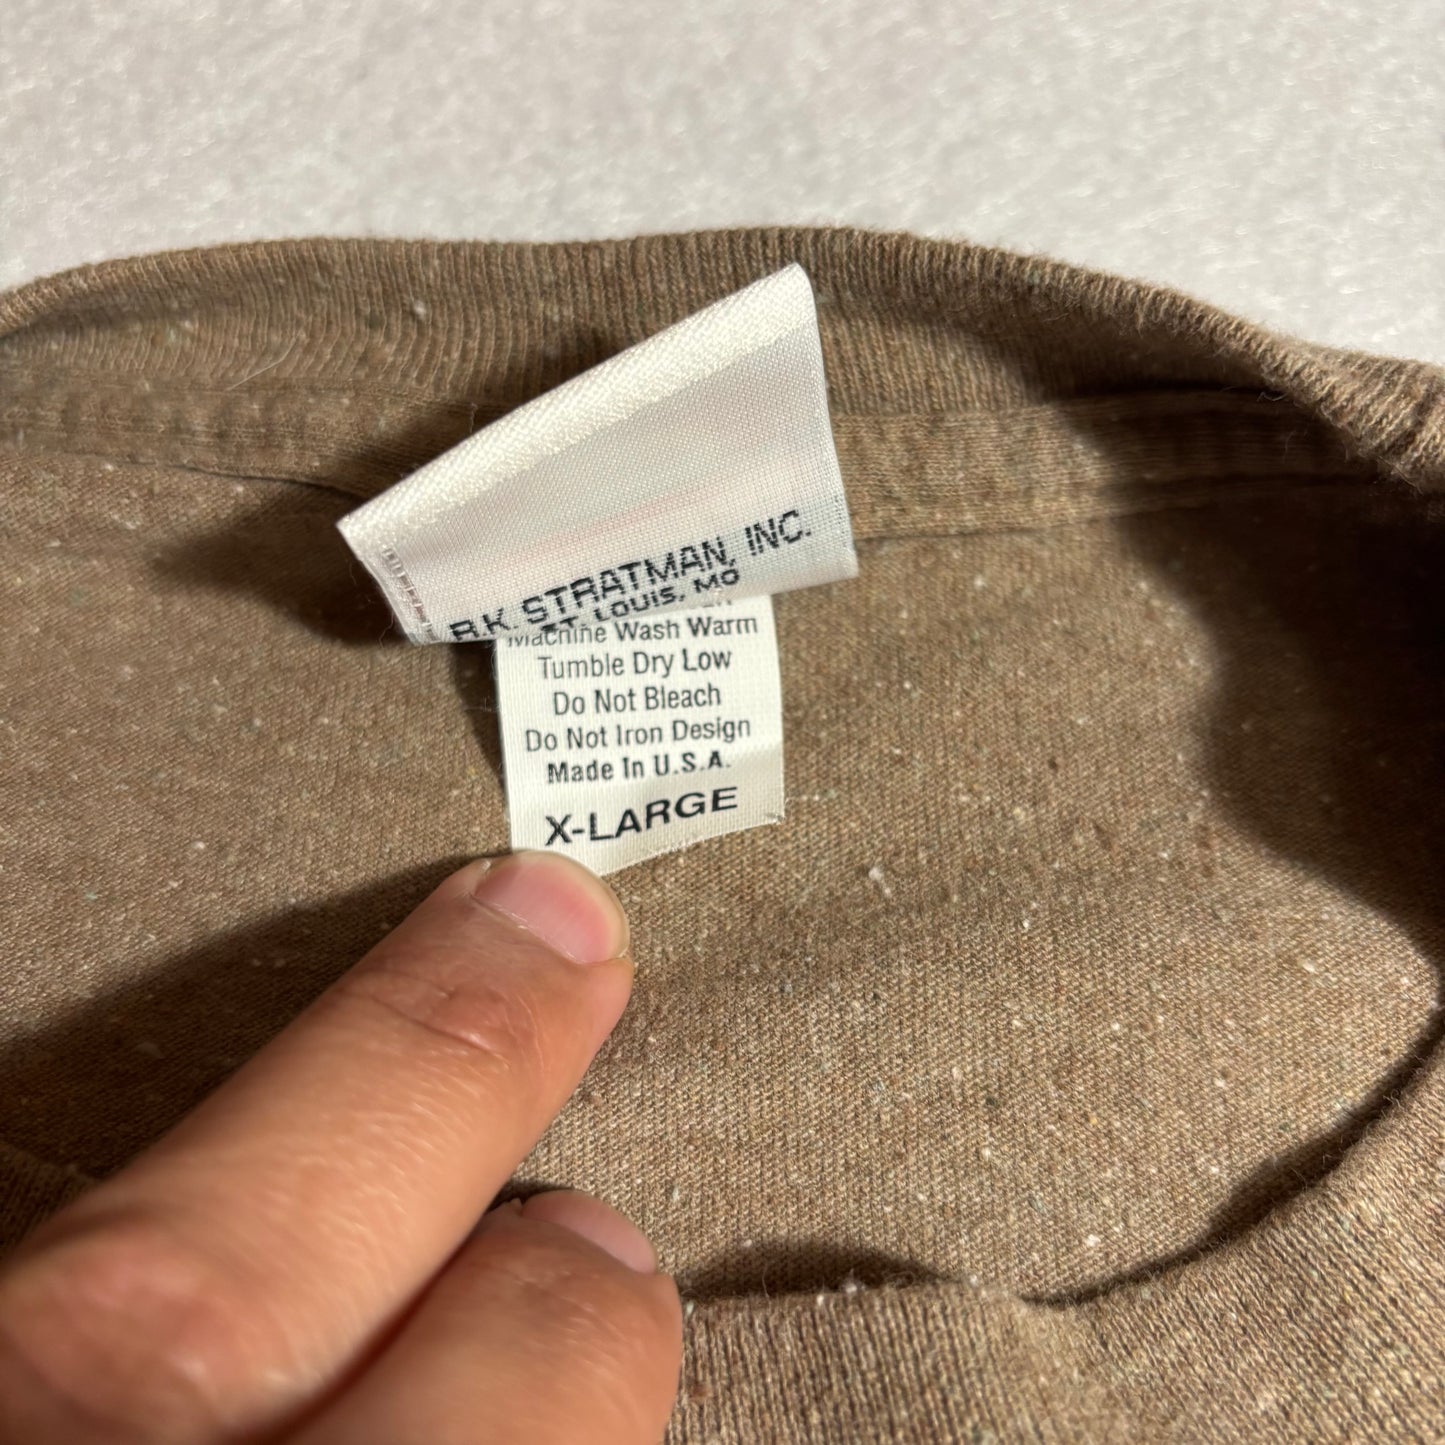 R.K. STRATMAN, INC.
ST. LOUIS, MO
Machine Wash Warm
Tumble Dry Low
Do Not Bleach
Do Not Iron Design
Made In U.S.A.
X-LARGE